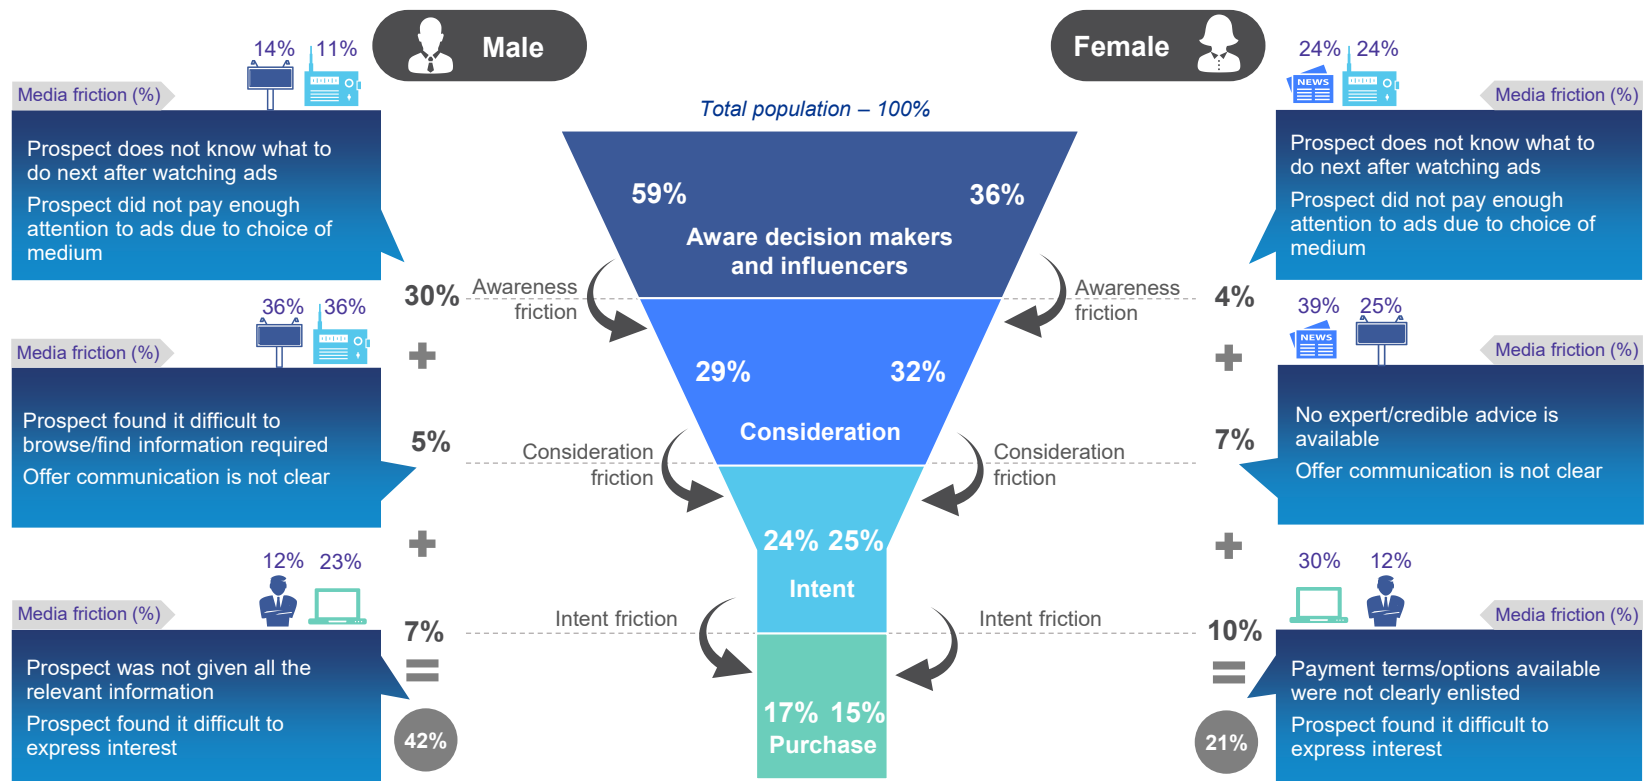 Male
Female
14% 11%
Media friction (%)
Prospect does not know what to
do next after watching ads
Prospect did not pay enough
attention to ads due to choice of
medium
24% 24%
NEWS
Media friction (%)
Prospect does not know what to
do next after watching ads
Prospect did not pay enough
attention to ads due to choice of
medium
Total population – 100%
59% 36%
Aware decision makers
and influencers
30%
Awareness
friction
Awareness
friction
4%
36% 36%
Media friction (%)
Prospect found it difficult to
browse/find information required
Offer communication is not clear
39% 25%
NEWS
Media friction (%)
No expert/credible advice is
available
Offer communication is not clear
29% 32%
Consideration
5%
Consideration
friction
Consideration
friction
7%
24% 25%
Intent
12% 23%
Media friction (%)
Prospect was not given all the
relevant information
Prospect found it difficult to
express interest
30% 12%
Media friction (%)
Payment terms/options available
were not clearly enlisted
Prospect found it difficult to
express interest
7%
Intent friction
Intent friction
10%
17% 15%
Purchase
42%
21%